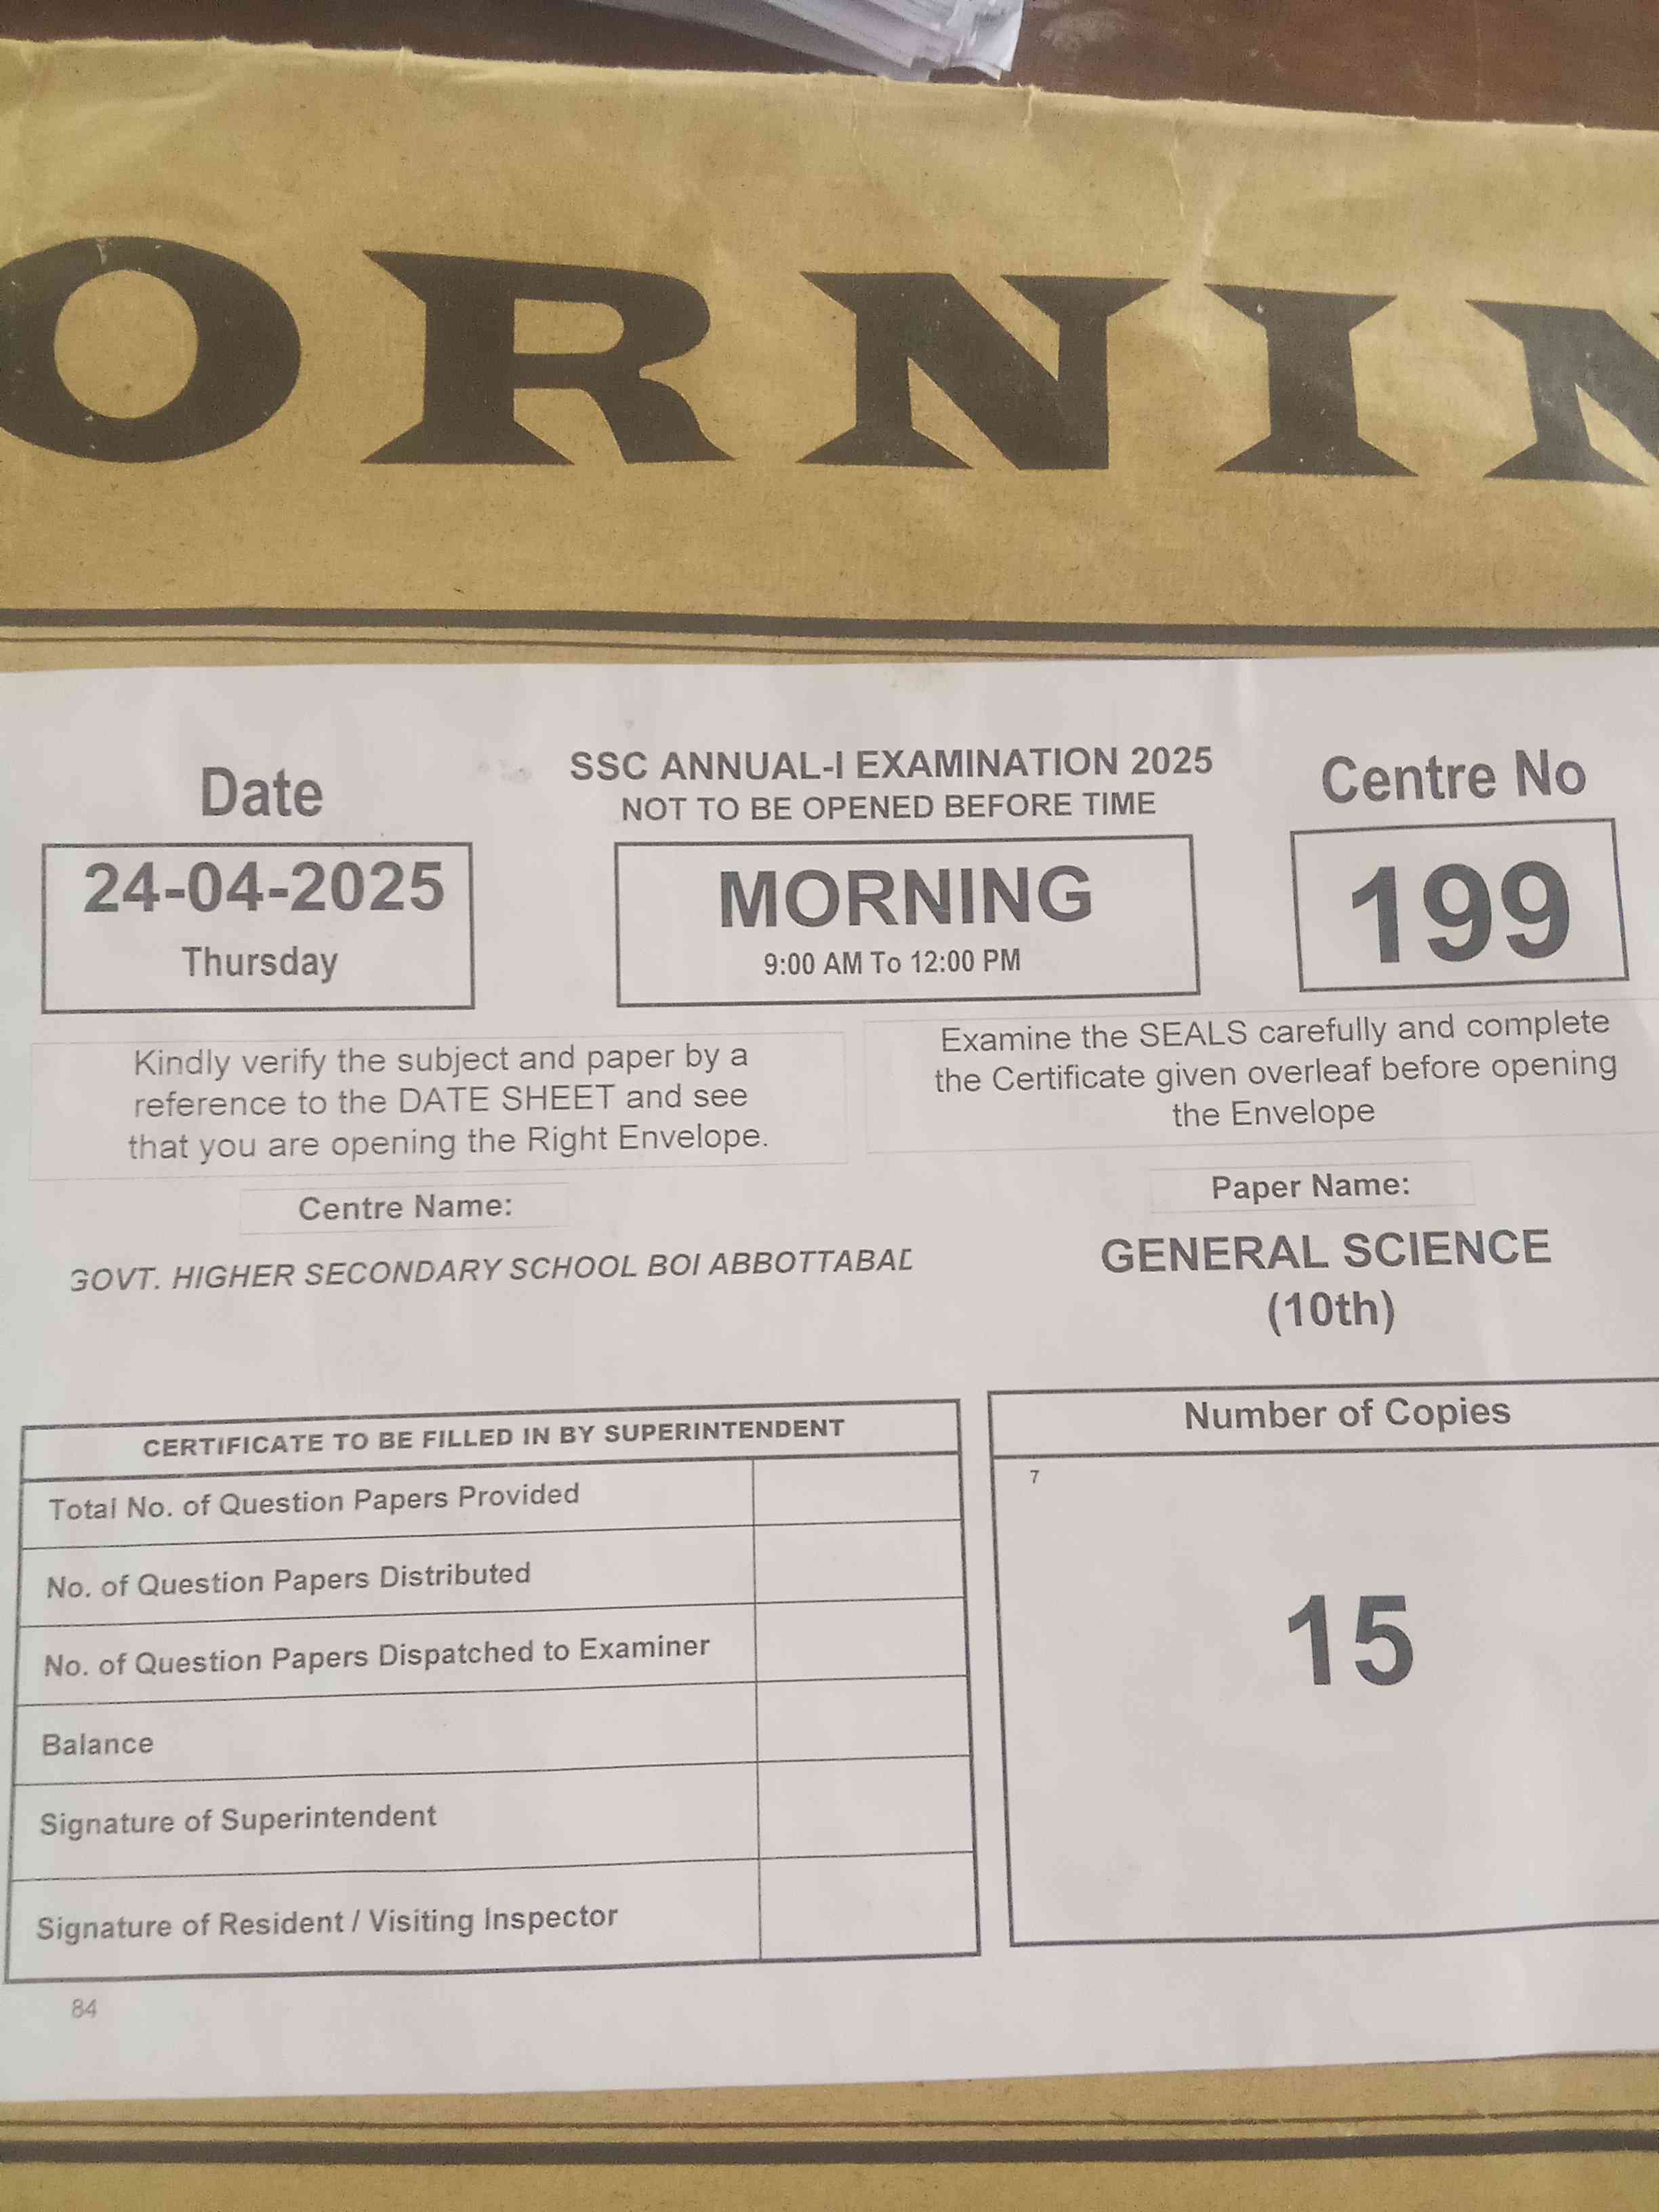 ORNIN
Date
SSC ANNUAL-I EXAMINATION 2025
NOT TO BE OPENED BEFORE TIME
Centre No
24-04-2025
Thursday
MORNING
9:00 AM To 12:00 PM
199
Kindly verify the subject and paper by a
reference to the DATE SHEET and see
that you are opening the Right Envelope.
Examine the SEALS carefully and complete
the Certificate given overleaf before opening
the Envelope
Centre Name:
GOVT. HIGHER SECONDARY SCHOOL BOI ABBOTTABAD
Paper Name:
GENERAL SCIENCE
(10th)
CERTIFICATE TO BE FILLED IN BY SUPERINTENDENT
Total No. of Question Papers Provided
No. of Question Papers Distributed
No. of Question Papers Dispatched to Examiner
Balance
Signature of Superintendent
Signature of Resident / Visiting Inspector
Number of Copies
7
15
84